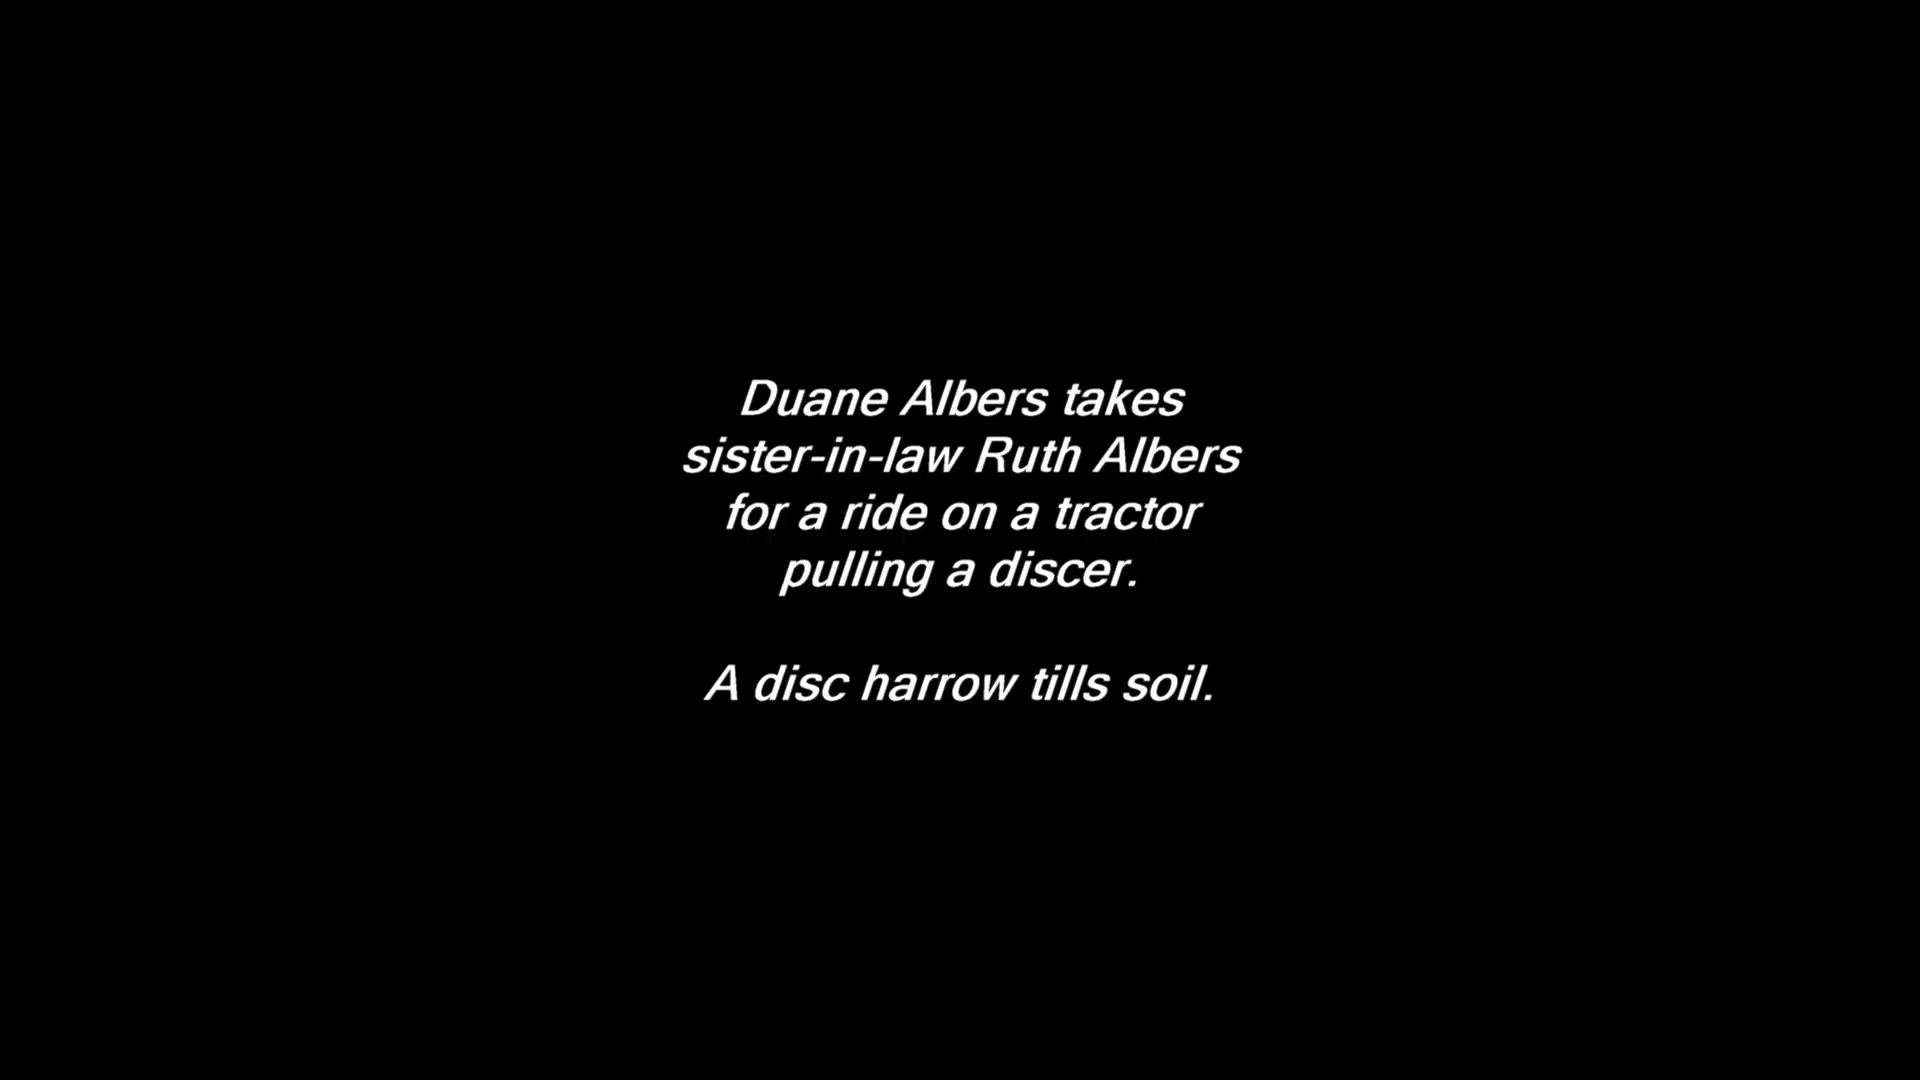 Duane Albers takes
sister-in-law Ruth Albers
for a ride on a tractor
pulling a discer.
A disc harrow tills soil.